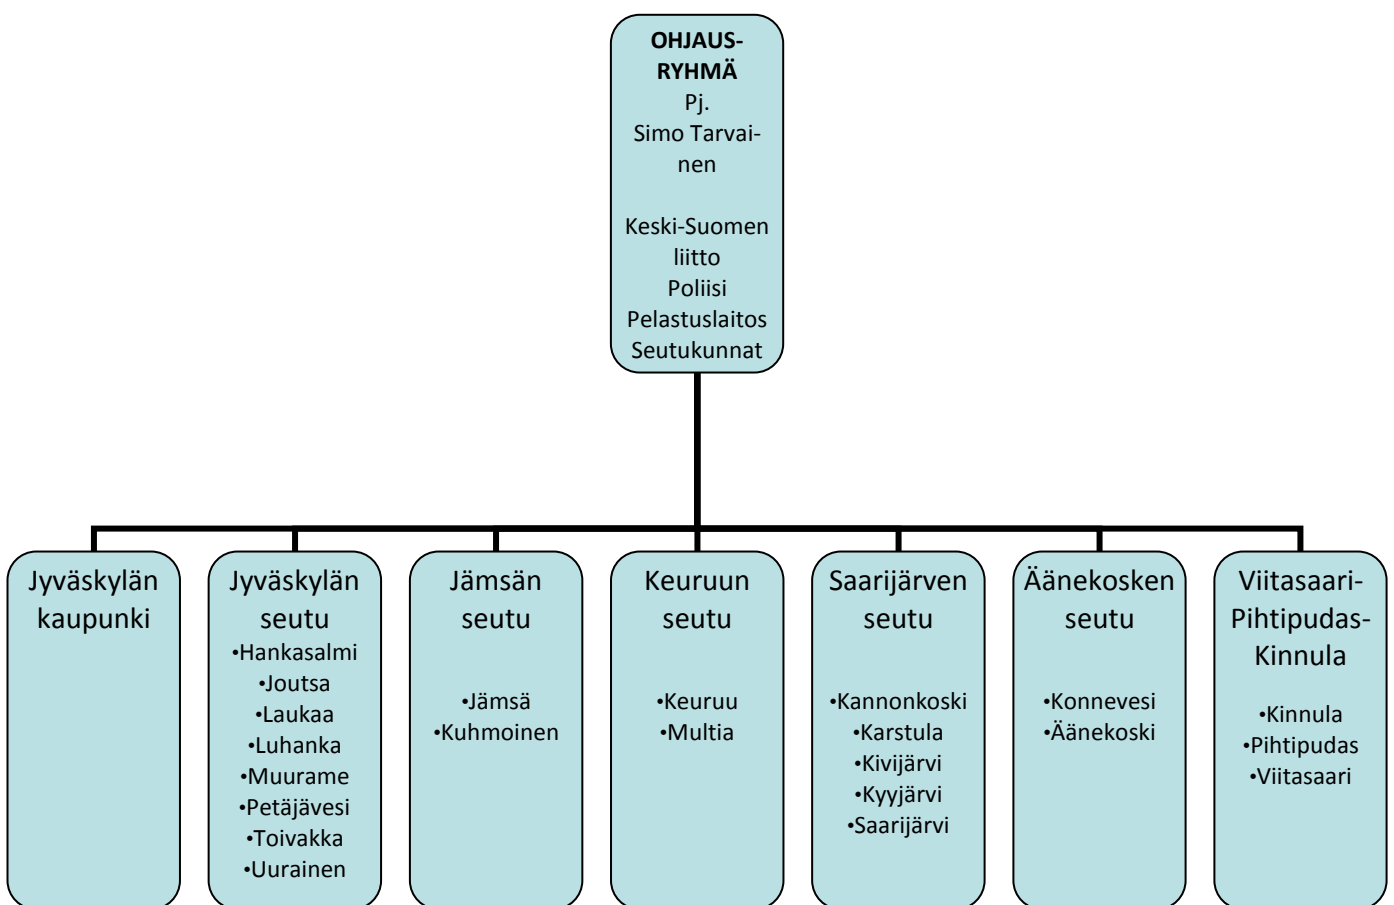 OHJAUS-
RYHMÄ
Pj.
Simo Tarvai-
nen
Keski-Suomen
liitto
Poliisi
Pelastuslaitos
Seutukunnat
Jyväskylän
kaupunki
Jyväskylän
seutu
•Hankasalmi
•Joutsa
•Laukaa
•Luhanka
•Muurame
•Petäjävesi
•Toivakka
•Uurainen
Jämsän
seutu
•Jämsä
•Kuhmoinen
Keuruun
seutu
•Keuruu
•Multia
Saarijärven
seutu
•Kannonkoski
•Karstula
•Kivijärvi
•Kyyjärvi
•Saarijärvi
Äänekosken
seutu
•Konnevesi
•Äänekoski
Viitasaari-
Pihtipudas-
Kinnula
•Kinnula
•Pihtipudas
•Viitasaari